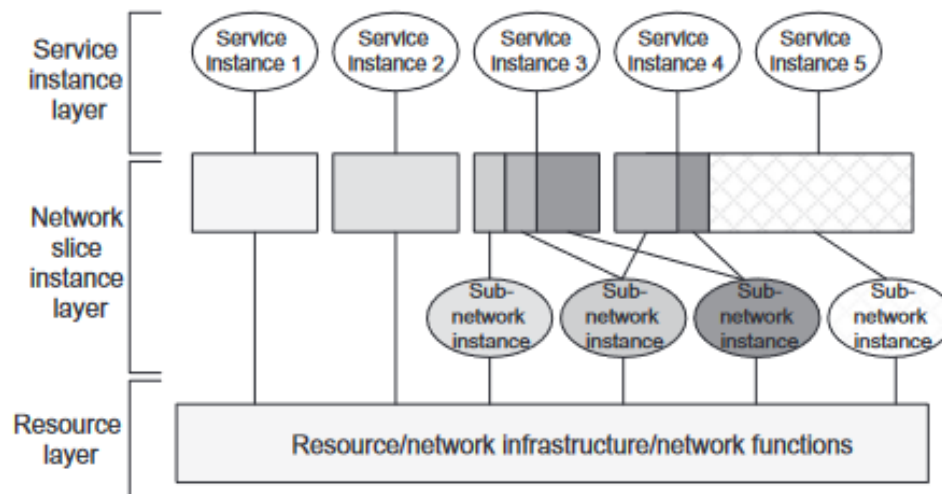 Service
instance
layer
Service
Instance 1
Service
Instance 2
Service
Instance 3
Service
Instance 4
Service
Instance 5
Network
slice
instance
layer
Sub-
network
instance
Sub-
network
instance
Sub-
network
instance
Sub-
network
instance
Resource
layer
Resource/network infrastructure/network functions